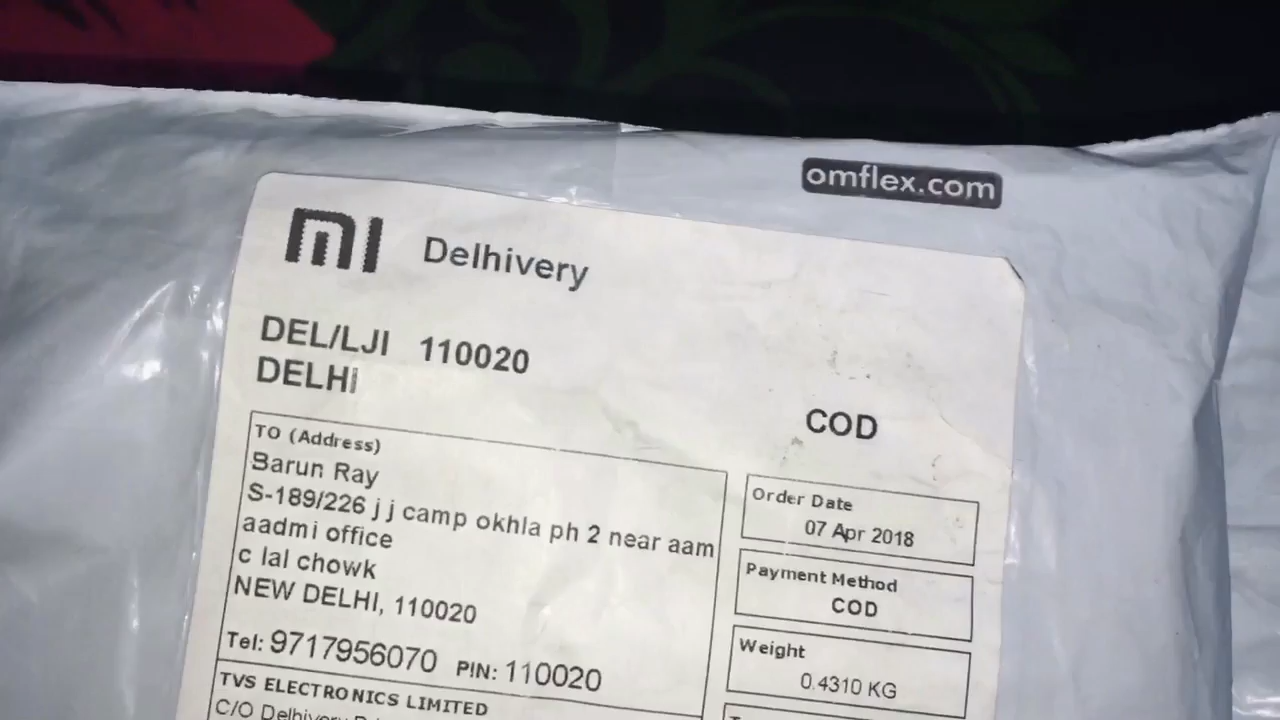 omflex.com
MI Delhivery
DEL/LJI 110020
DELHI
COD
TO (Address)
Barun Ray
S-189/226 j j camp okhla ph 2 near aam
aadmi office
c lal chowk
NEW DELHI, 110020
Tel: 9717956070 PIN: 110020
TVS ELECTRONICS LIMITED
C/O Delhivery
Order Date
07 Apr 2018
Payment Method
COD
Weight
0.4310 KG